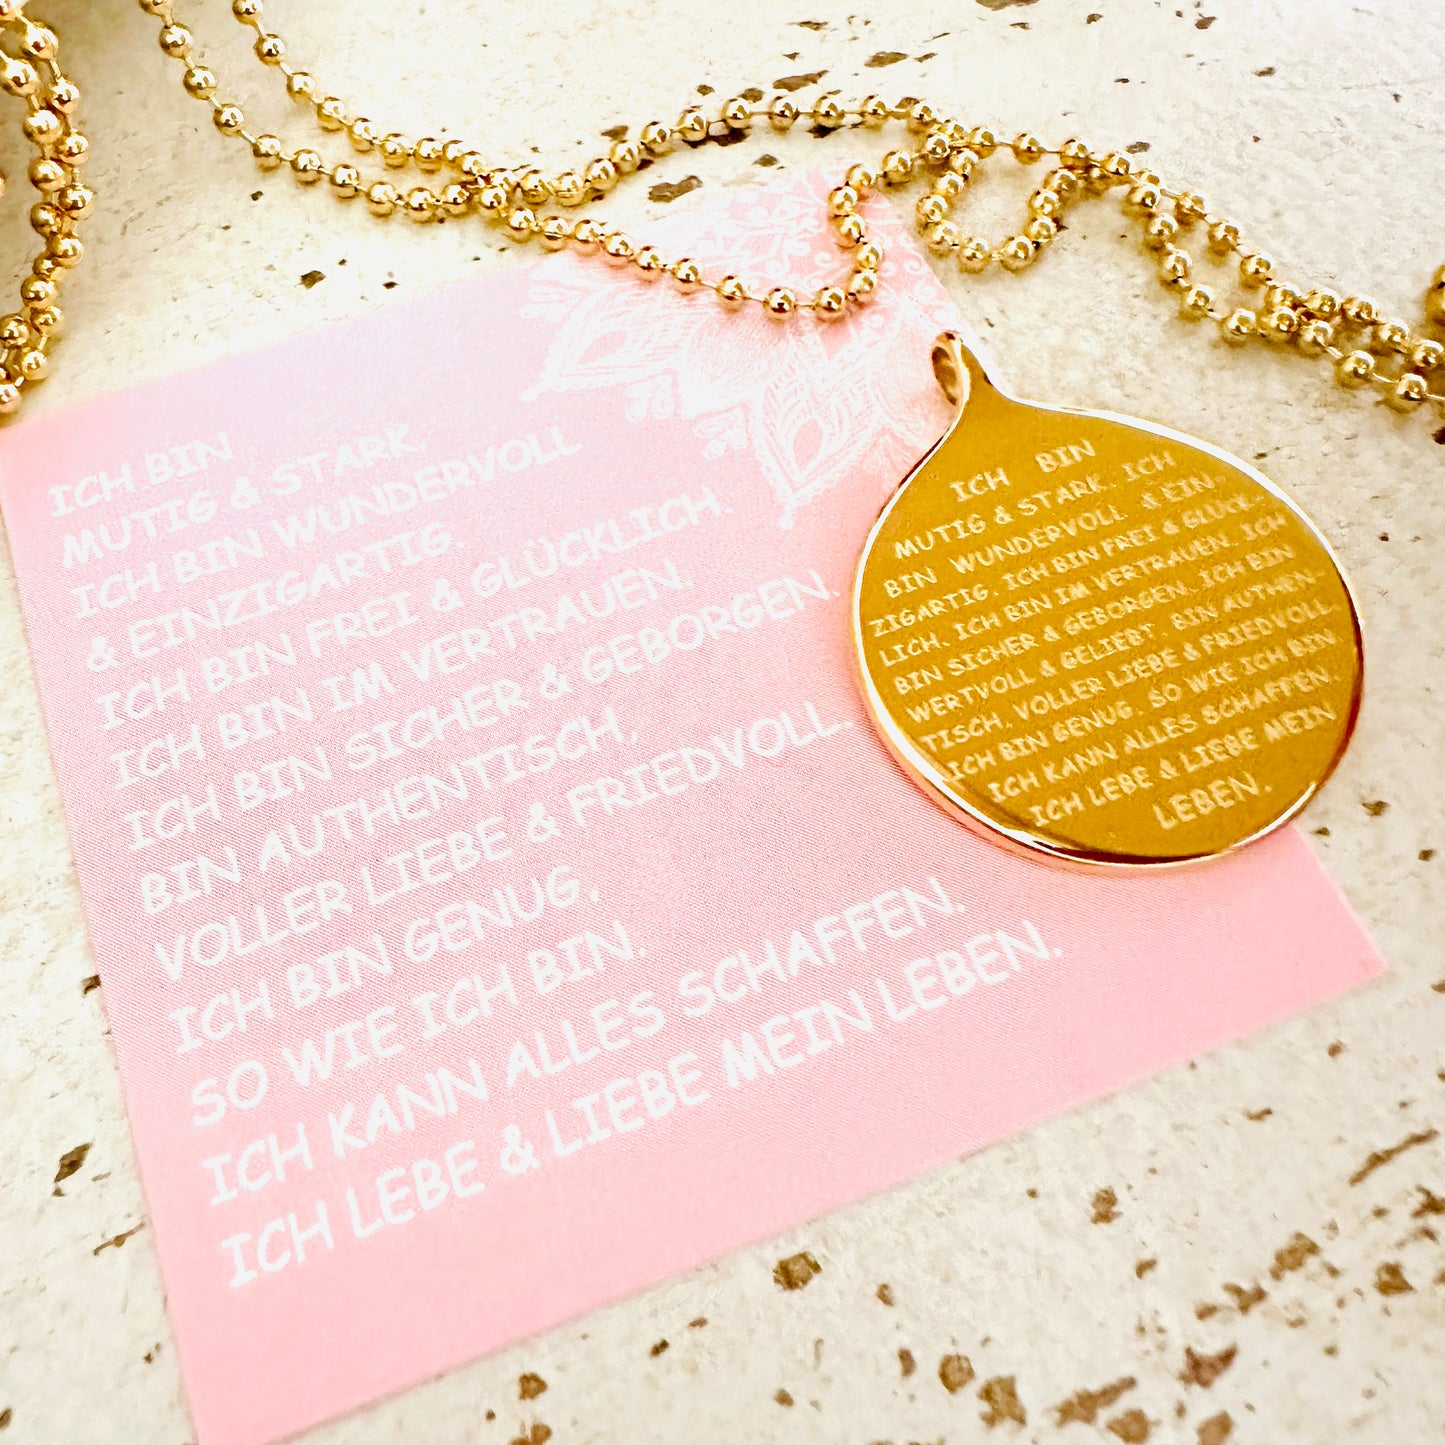 ICH BIN
MUTIG & STARK.
ICH BIN WUNDERVOLL
& EINZIGARTIG.
ICH BIN FREI & GLÜCKLICH.
ICH BIN IM VERTRAUEN.
ICH BIN SICHER & GEBORGEN.
BIN AUTHENTISCH,
VOLLER LIEBE & FRIEDVOLL.
ICH BIN GENUG,
SO WIE ICH BIN.
ICH KANN ALLES SCHAFFEN.
ICH LEBE & LIEBE MEIN LEBEN.
ICH BIN
MUTIG & STARK. ICH
BIN WUNDERVOLL & EIN-
ZIGARTIG. ICH BIN FREI & GLÜCK-
LICH. ICH BIN IM VERTRAUEN. ICH
BIN SICHER & GEBORGEN. ICH BIN
WERTVOLL & GELIEBT. BIN AUTHEN-
TISCH, VOLLER LIEBE & FRIEDVOLL.
ICH BIN GENUG. SO WIE ICH BIN.
ICH KANN ALLES SCHAFFEN.
ICH LEBE & LIEBE MEIN
LEBEN.